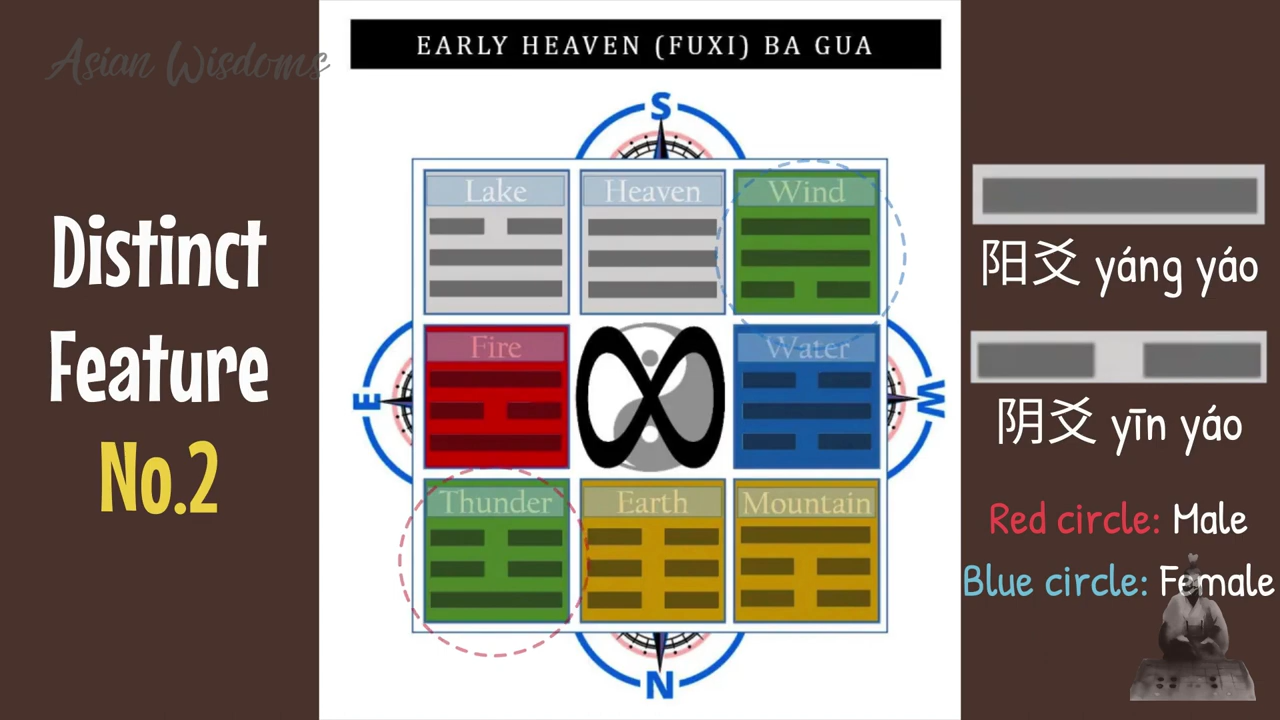 Asian Wisdoms
EARLY HEAVEN (FUXI) BA GUA
S
Distinct
Feature
No.2
Lake
Heaven
Wind
Fire
Water
E
W
Thunder
Earth
Mountain
N
阳爻 yáng yáo
阴爻 yīn yáo
Red circle: Male
Blue circle: Female